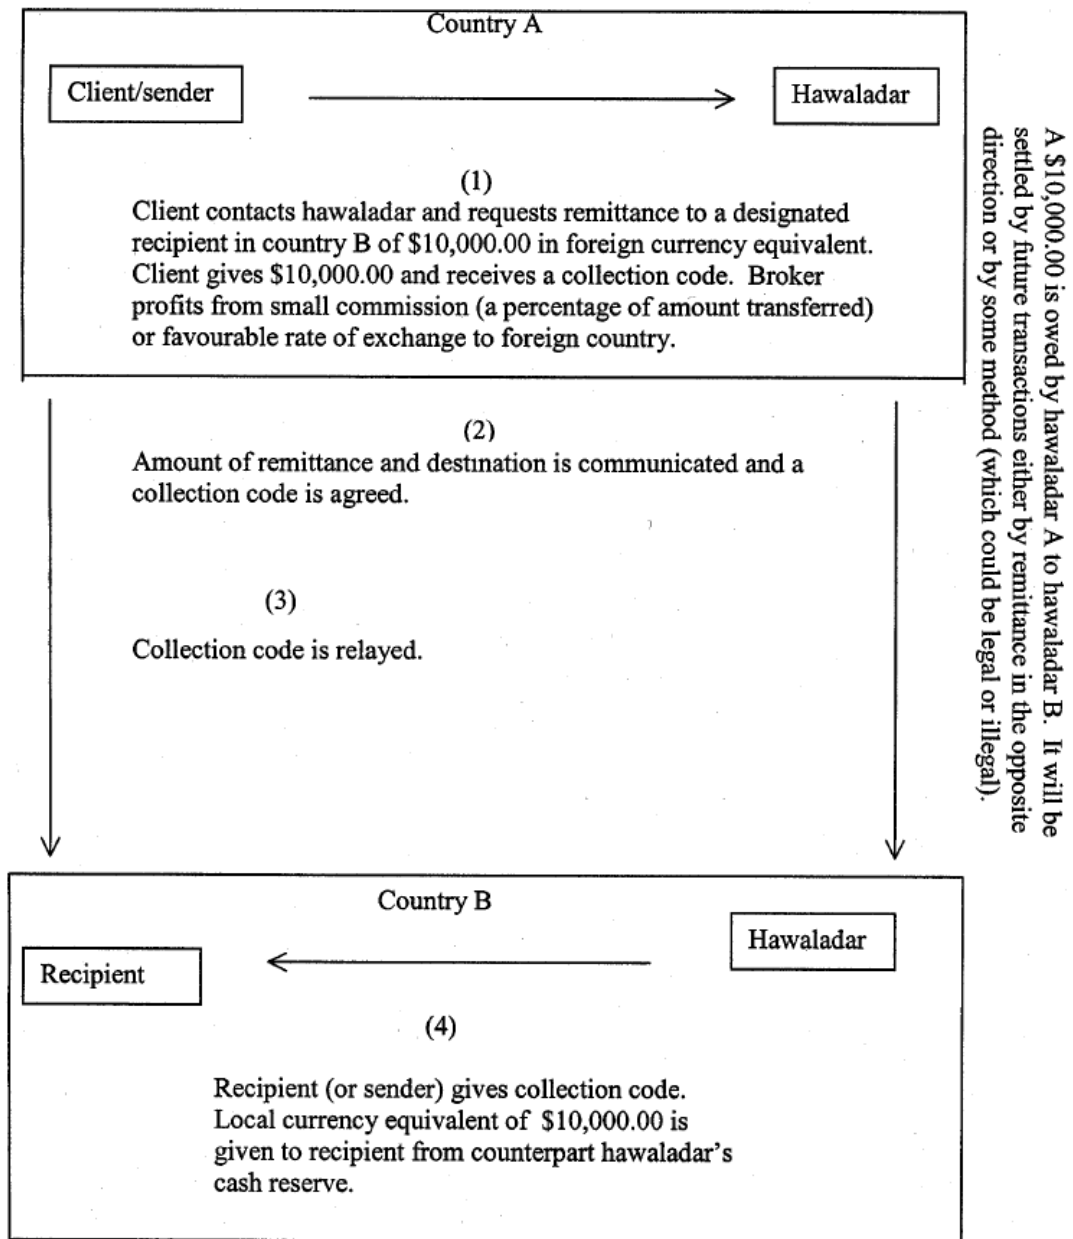 Country A
Client/sender
Hawaladar
(1)
Client contacts hawaladar and requests remittance to a designated
recipient in country B of $10,000.00 in foreign currency equivalent.
Client gives $10,000.00 and receives a collection code.  Broker
profits from small commission (a percentage of amount transferred)
or favourable rate of exchange to foreign country.
A $10,000.00 is owed by hawaladar A to hawaladar B.  It will be
settled by future transactions either by remittance in the opposite
direction or by some method (which could be legal or illegal).
(2)
Amount of remittance and destination is communicated and a
collection code is agreed.
(3)
Collection code is relayed.
Country B
Hawaladar
Recipient
(4)
Recipient (or sender) gives collection code.
Local currency equivalent of  $10,000.00 is
given to recipient from counterpart hawaladar's
cash reserve.